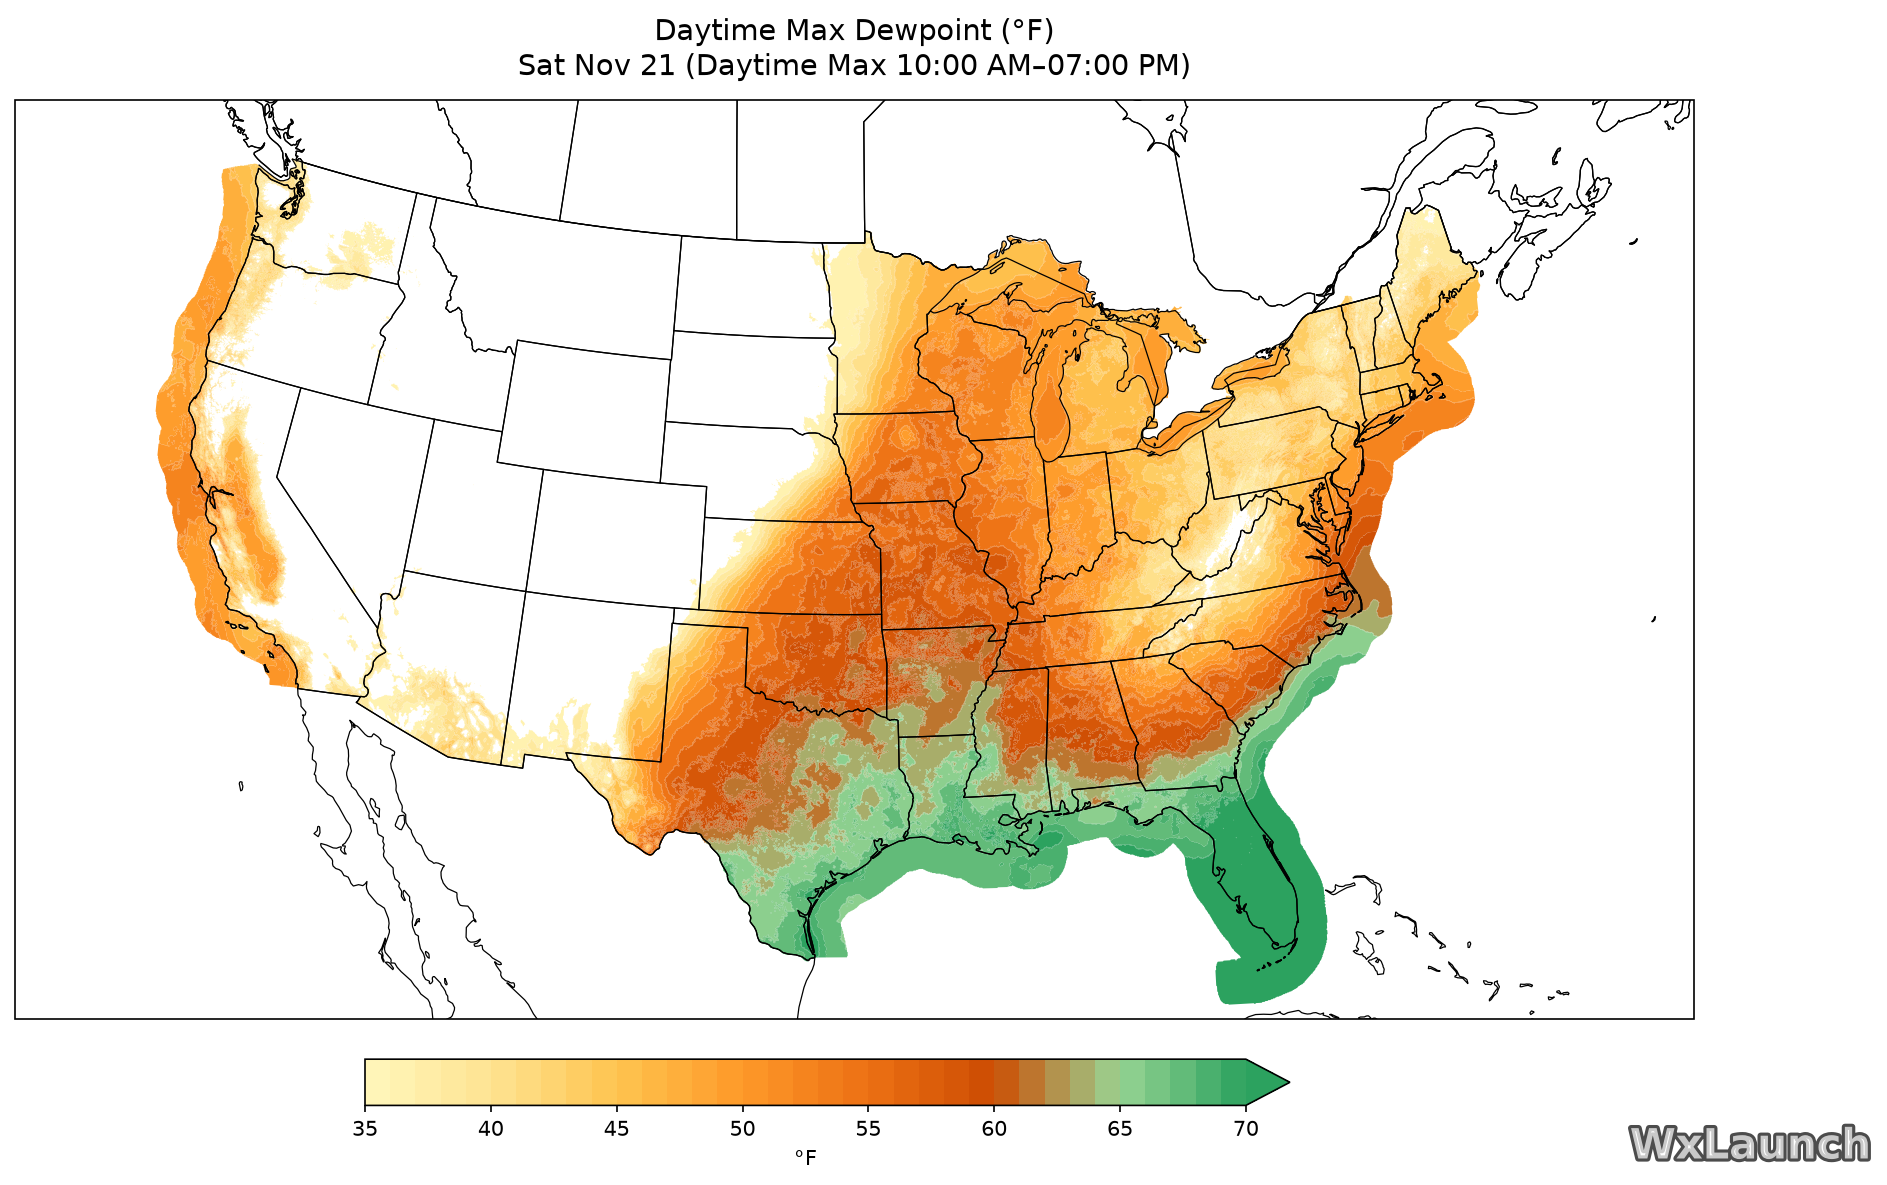 Daytime Max Dewpoint (°F)
Sat Nov 21 (Daytime Max 10:00 AM–07:00 PM)
35 40 45 50 55 60 65 70
°F
WxLaunch